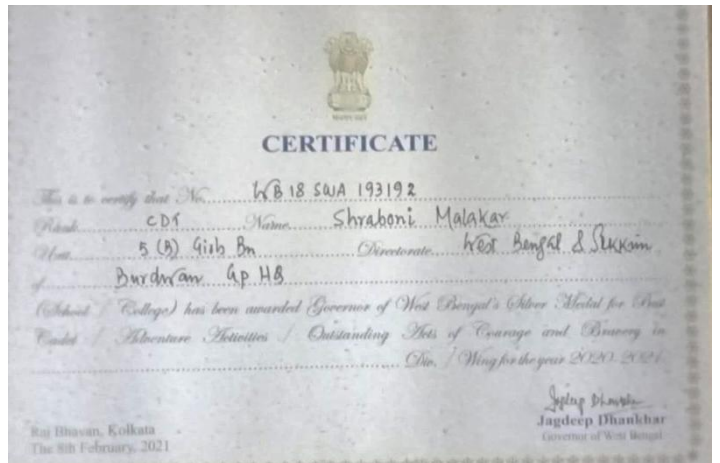 CERTIFICATE
This is to certify that No. WB 18 SWA 193192
Rank CDT Name Shraboni Malakar
Unit 5 (B) Girls Bn Directorate West Bengal & Sikkim
of Burdwan Gp HQ
(School / College) has been awarded Governor of West Bengal's Silver Medal for Best
Cadet / Adventure Activities / Outstanding Acts of Courage and Bravery in
Div. / Wing for the year 2020-2021
Jagdeep Dhankhar
Jagdeep Dhankhar
Raj Bhavan, Kolkata
Governor of West Bengal
The 8th February, 2021